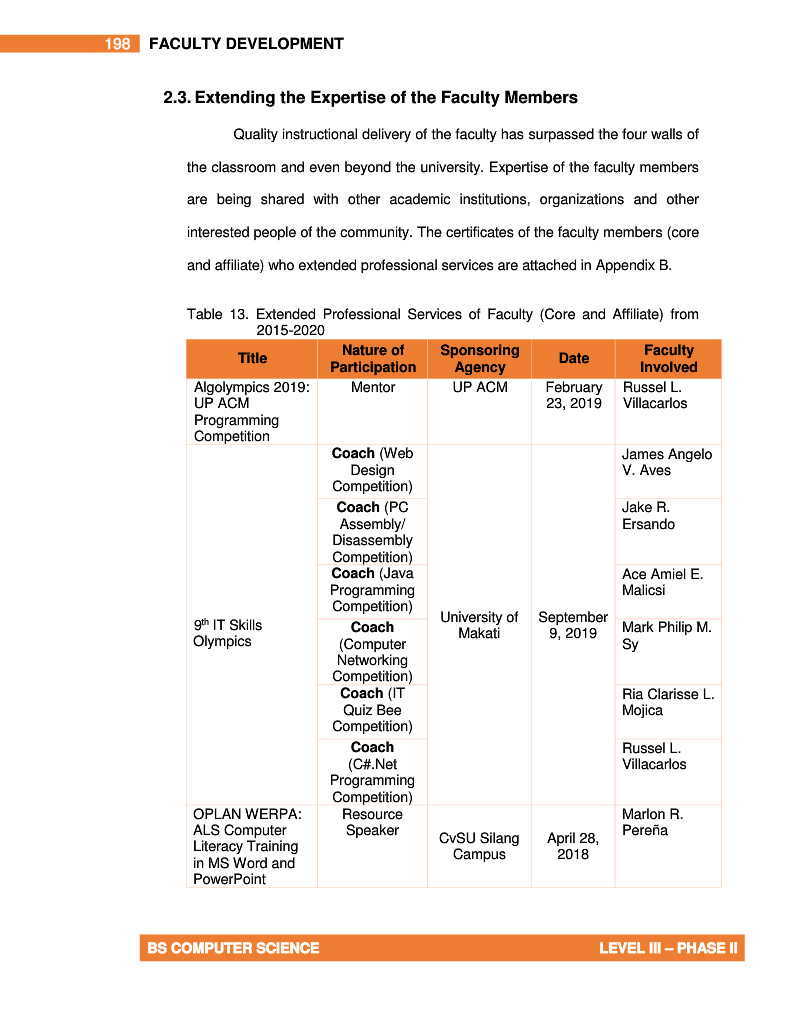 198 FACULTY DEVELOPMENT
2.3. Extending the Expertise of the Faculty Members
Quality instructional delivery of the faculty has surpassed the four walls of
the classroom and even beyond the university. Expertise of the faculty members
are being shared with other academic institutions, organizations and other
interested people of the community. The certificates of the faculty members (core
and affiliate) who extended professional services are attached in Appendix B.
Table 13. Extended Professional Services of Faculty (Core and Affiliate) from
2015-2020
Title
Nature of
Participation
Sponsoring
Agency
Date
Faculty
Involved
Algolympics 2019:
UP ACM
Programming
Competition
Mentor
UP ACM
February
23, 2019
Russel L.
Villacarlos
9th IT Skills
Olympics
Coach (Web
Design
Competition)
University of
Makati
September
9, 2019
James Angelo
V. Aves
Coach (PC
Assembly/
Disassembly
Competition)
Jake R.
Ersando
Coach (Java
Programming
Competition)
Ace Amiel E.
Malicsi
Coach
(Computer
Networking
Competition)
Mark Philip M.
Sy
Coach (IT
Quiz Bee
Competition)
Ria Clarisse L.
Mojica
Coach
(C#.Net
Programming
Competition)
Russel L.
Villacarlos
OPLAN WERPA:
ALS Computer
Literacy Training
in MS Word and
PowerPoint
Resource
Speaker
CvSU Silang
Campus
April 28,
2018
Marlon R.
Pereña
BS COMPUTER SCIENCE
LEVEL III – PHASE II